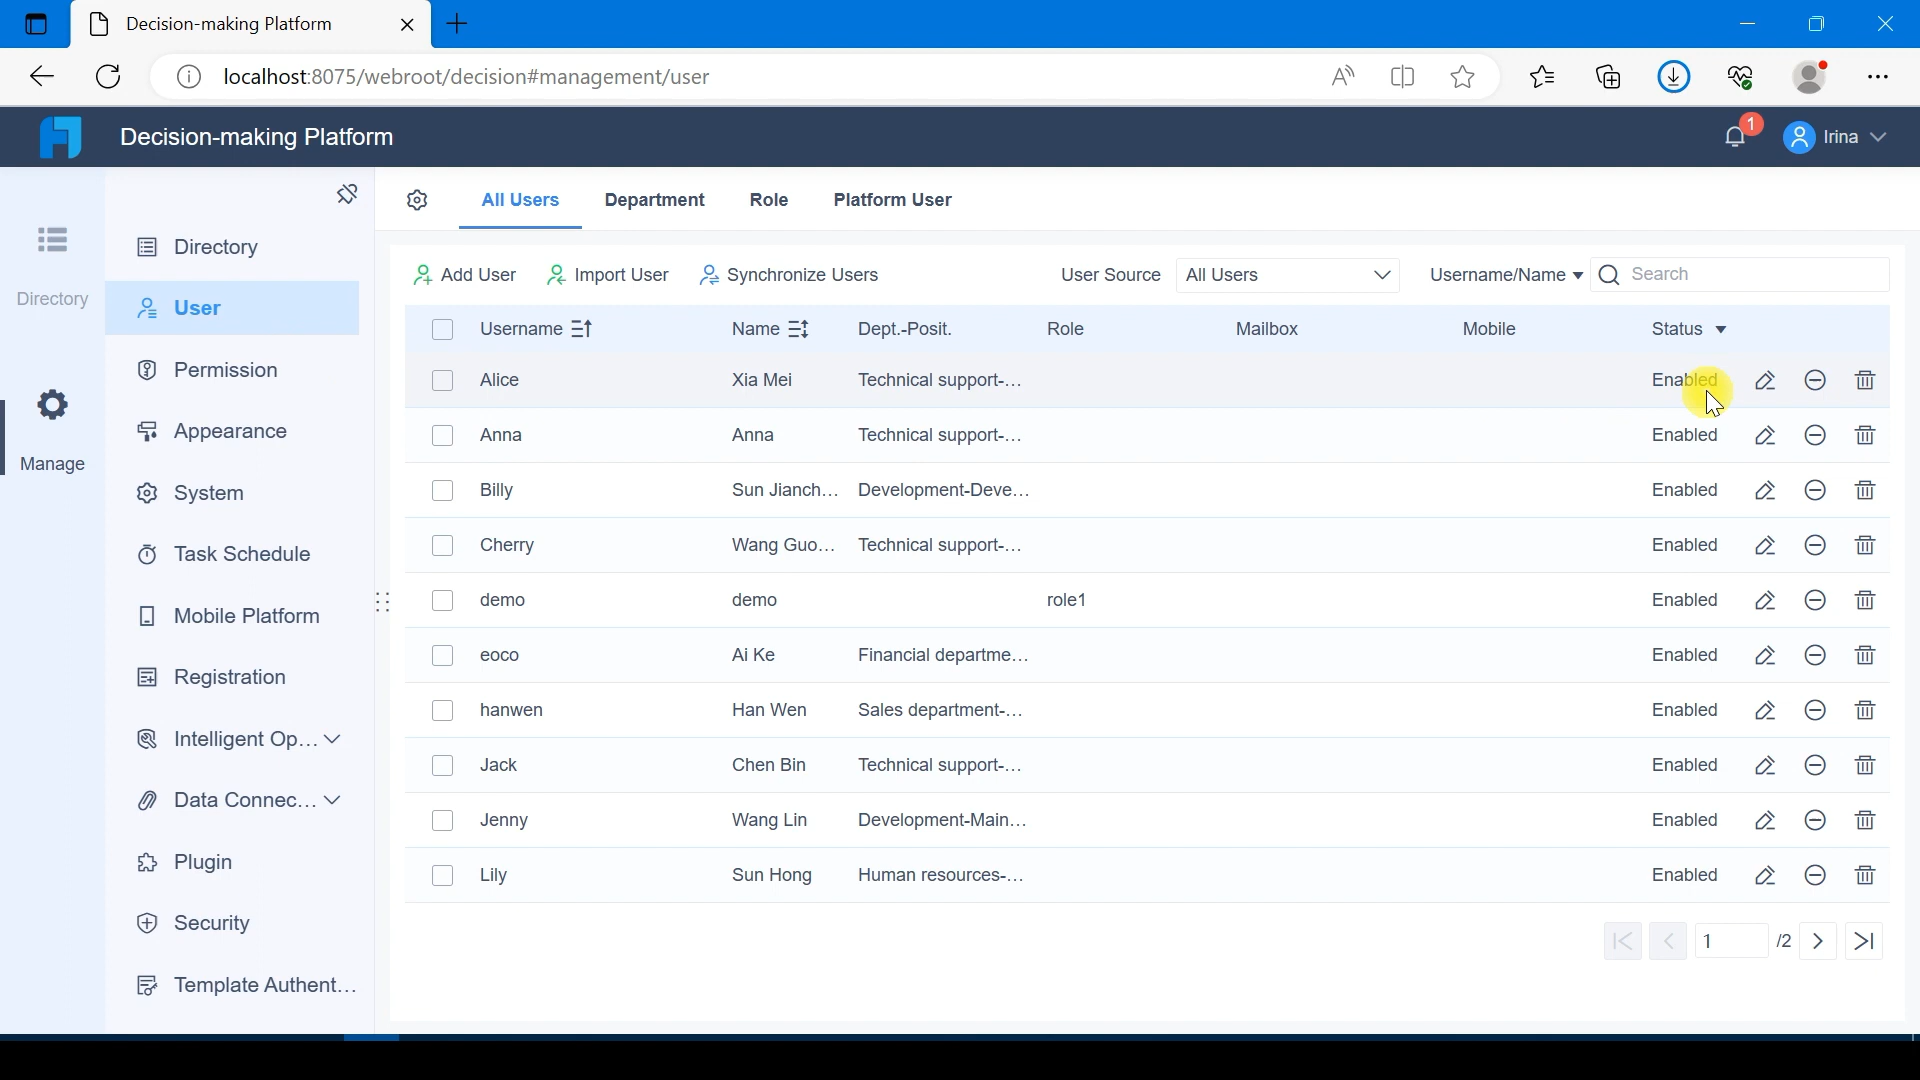 Decision-making Platform
localhost:8075/webroot/decision#management/user
Decision-making Platform
1
Irina
Directory
Manage
Directory
User
Permission
Appearance
System
Task Schedule
Mobile Platform
Registration
Intelligent Op...
Data Connec...
Plugin
Security
Template Authent...
All Users Department Role Platform User
Add User Import User Synchronize Users User Source All Users Username/Name Search
Username Name Dept.-Posit. Role Mailbox Mobile Status
Alice Xia Mei Technical support-... Enabled
Anna Anna Technical support-... Enabled
Billy Sun Jianch... Development-Deve... Enabled
Cherry Wang Guo... Technical support-... Enabled
demo demo role1 Enabled
eoco Ai Ke Financial departme... Enabled
hanwen Han Wen Sales department-... Enabled
Jack Chen Bin Technical support-... Enabled
Jenny Wang Lin Development-Main... Enabled
Lily Sun Hong Human resources-... Enabled
1 /2